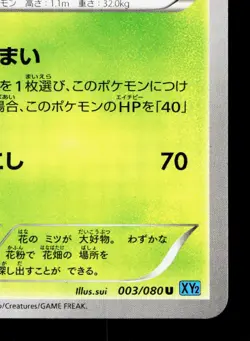 モン 高さ:1.1m 重さ:32.0kg
まい
を1枚選び、このポケモンにつけ
場合、このポケモンのHPを「40」
こし 70
花の ミツが 大好物。 わずかな
花粉で 花畑の 場所を
探し出すことが できる。
Illus.sui 003/080 U XY2
o/Creatures/GAME FREAK.